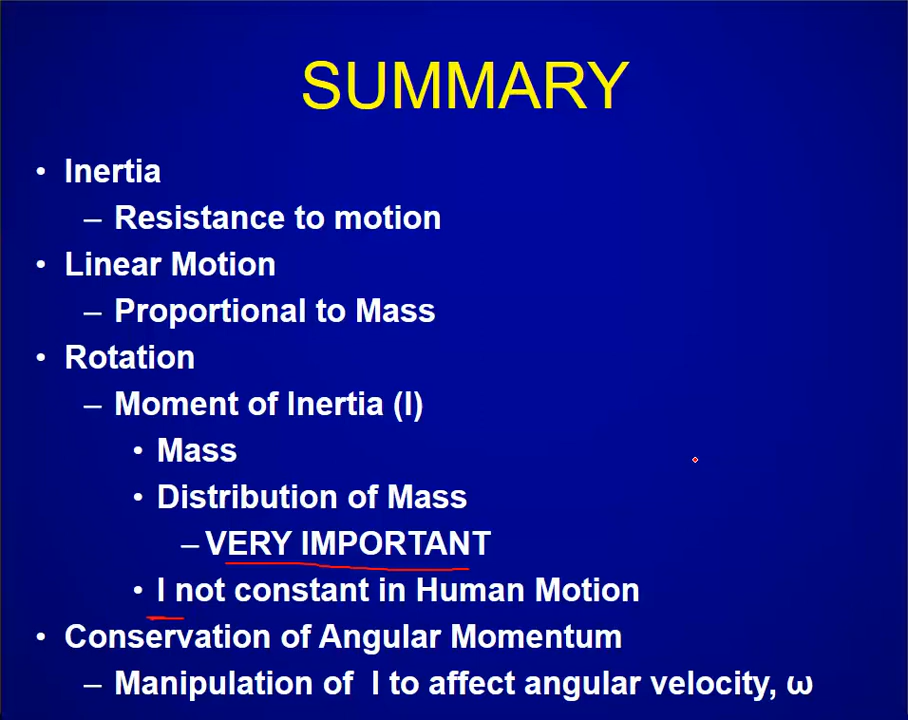 SUMMARY
• Inertia
– Resistance to motion
• Linear Motion
– Proportional to Mass
• Rotation
– Moment of Inertia (I)
• Mass
• Distribution of Mass
– VERY IMPORTANT
• I not constant in Human Motion
• Conservation of Angular Momentum
– Manipulation of I to affect angular velocity, ω